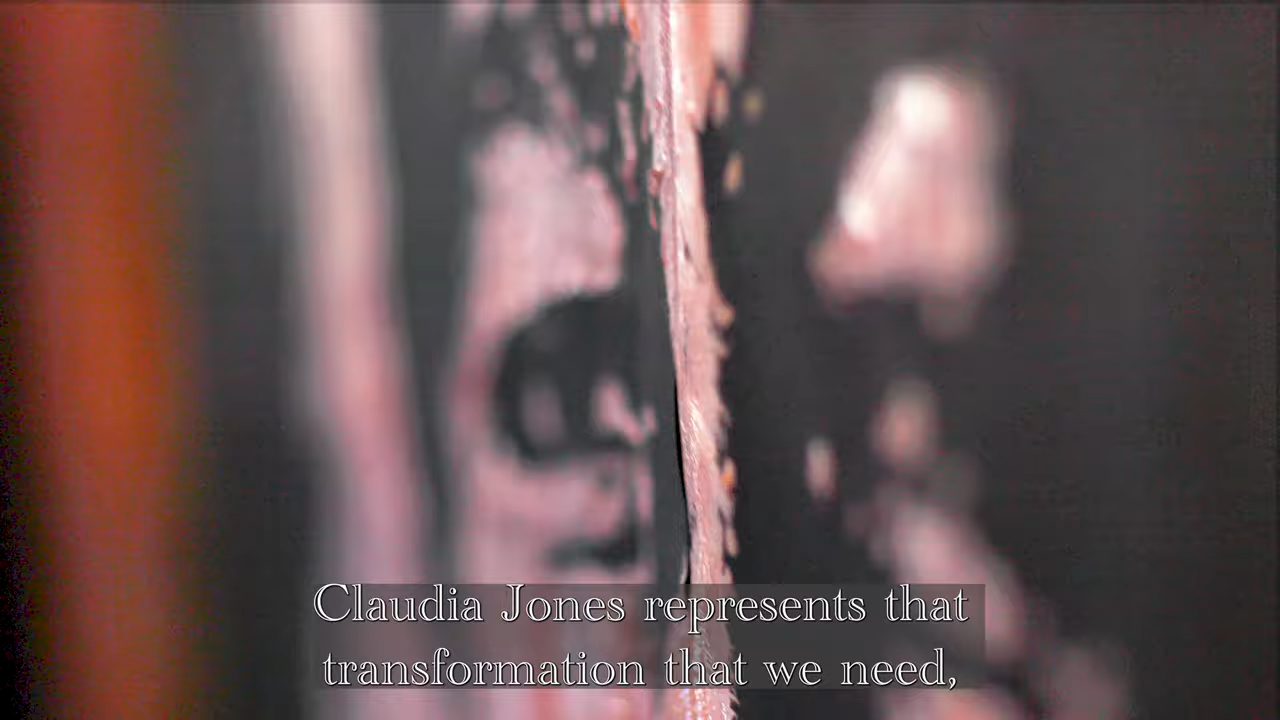 Claudia Jones represents that
transformation that we need,